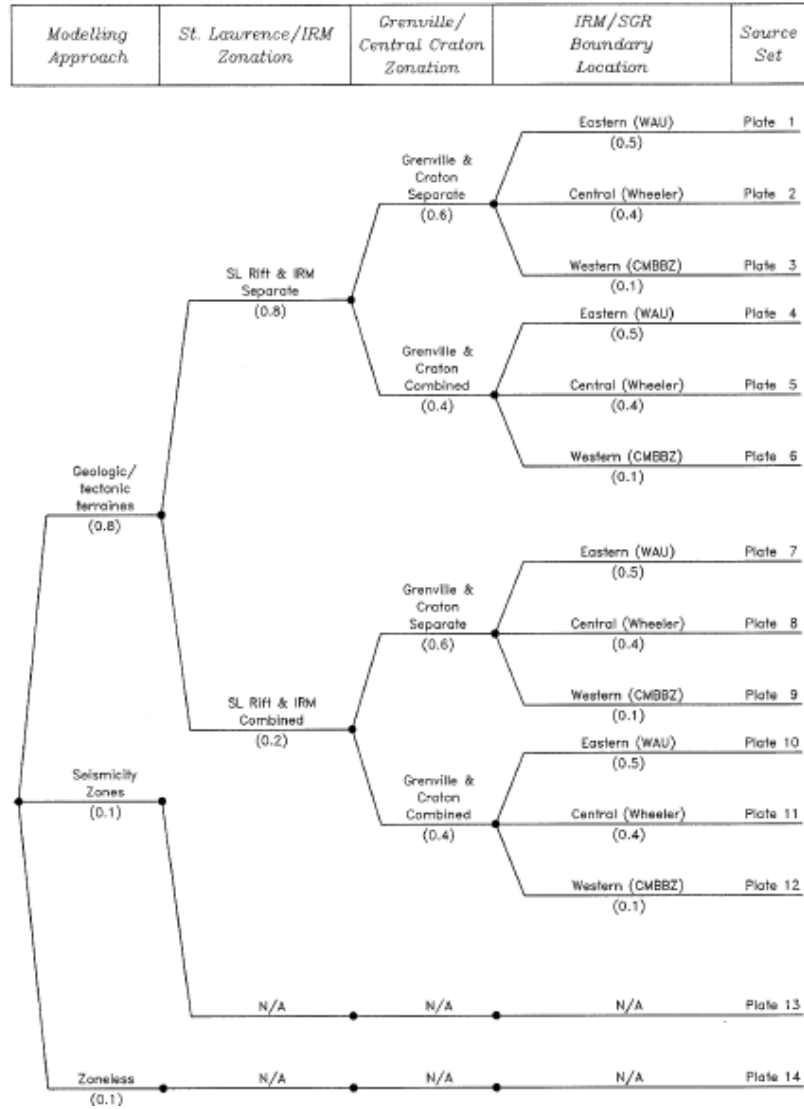 Modelling
Approach
St. Lawrence/IRM
Zonation
Grenville/
Central Craton
Zonation
IRM/SGR
Boundary
Location
Source
Set
Eastern (WAU)
(0.5)
Plate 1
Grenville &
Craton
Separate
(0.6)
Central (Wheeler)
(0.4)
Plate 2
Western (CMBBZ)
(0.1)
Plate 3
SL Rift & IRM
Separate
(0.8)
Eastern (WAU)
(0.5)
Plate 4
Grenville &
Craton
Combined
(0.4)
Central (Wheeler)
(0.4)
Plate 5
Western (CMBBZ)
(0.1)
Plate 6
Geologic/
tectonic
terraines
(0.8)
Eastern (WAU)
(0.5)
Plate 7
Grenville &
Craton
Separate
(0.6)
Central (Wheeler)
(0.4)
Plate 8
Western (CMBBZ)
(0.1)
Plate 9
SL Rift & IRM
Combined
(0.2)
Eastern (WAU)
(0.5)
Plate 10
Grenville &
Craton
Combined
(0.4)
Central (Wheeler)
(0.4)
Plate 11
Western (CMBBZ)
(0.1)
Plate 12
Seismicity
Zones
(0.1)
N/A
N/A
N/A
Plate 13
Zoneless
(0.1)
N/A
N/A
N/A
Plate 14